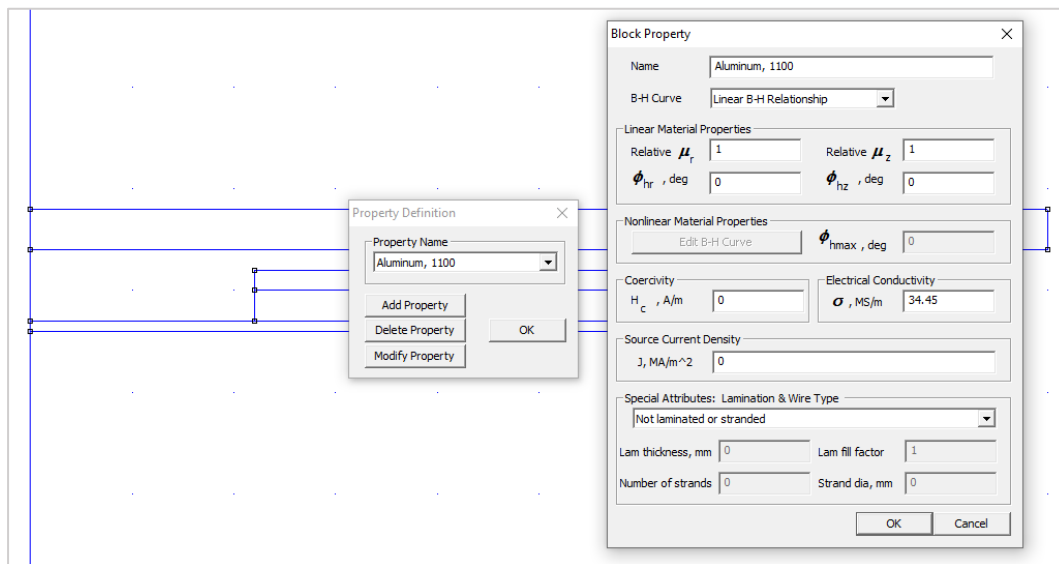 Block Property
Name Aluminum, 1100
B-H Curve Linear B-H Relationship
Linear Material Properties
Relative μr 1 Relative μz 1
ϕhr , deg 0 ϕhz , deg 0
Nonlinear Material Properties
Edit B-H Curve ϕhmax , deg 0
Coercivity Electrical Conductivity
Hc , A/m 0 σ , MS/m 34.45
Source Current Density
J, MA/m^2 0
Special Attributes: Lamination & Wire Type
Not laminated or stranded
Lam thickness, mm 0 Lam fill factor 1
Number of strands 0 Strand dia, mm 0
OK Cancel
Property Definition
Property Name
Aluminum, 1100
Add Property
Delete Property OK
Modify Property